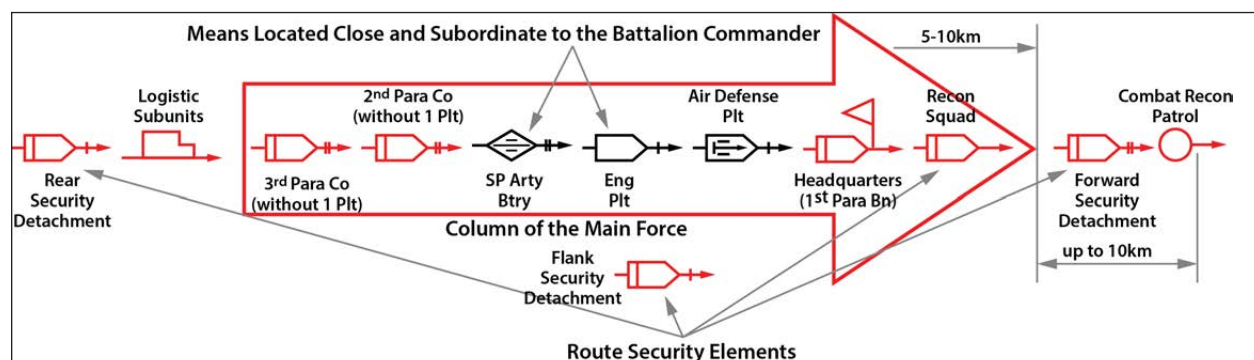 Means Located Close and Subordinate to the Battalion Commander
5-10km
Logistic
Subunits
2nd Para Co
(without 1 Plt)
Air Defense
Plt
Recon
Squad
Combat Recon
Patrol
Rear
Security
Detachment
3rd Para Co
(without 1 Plt)
SP Arty
Btry
Eng
Plt
Headquarters
(1st Para Bn)
Forward
Security
Detachment
Column of the Main Force
up to 10km
Flank
Security
Detachment
Route Security Elements